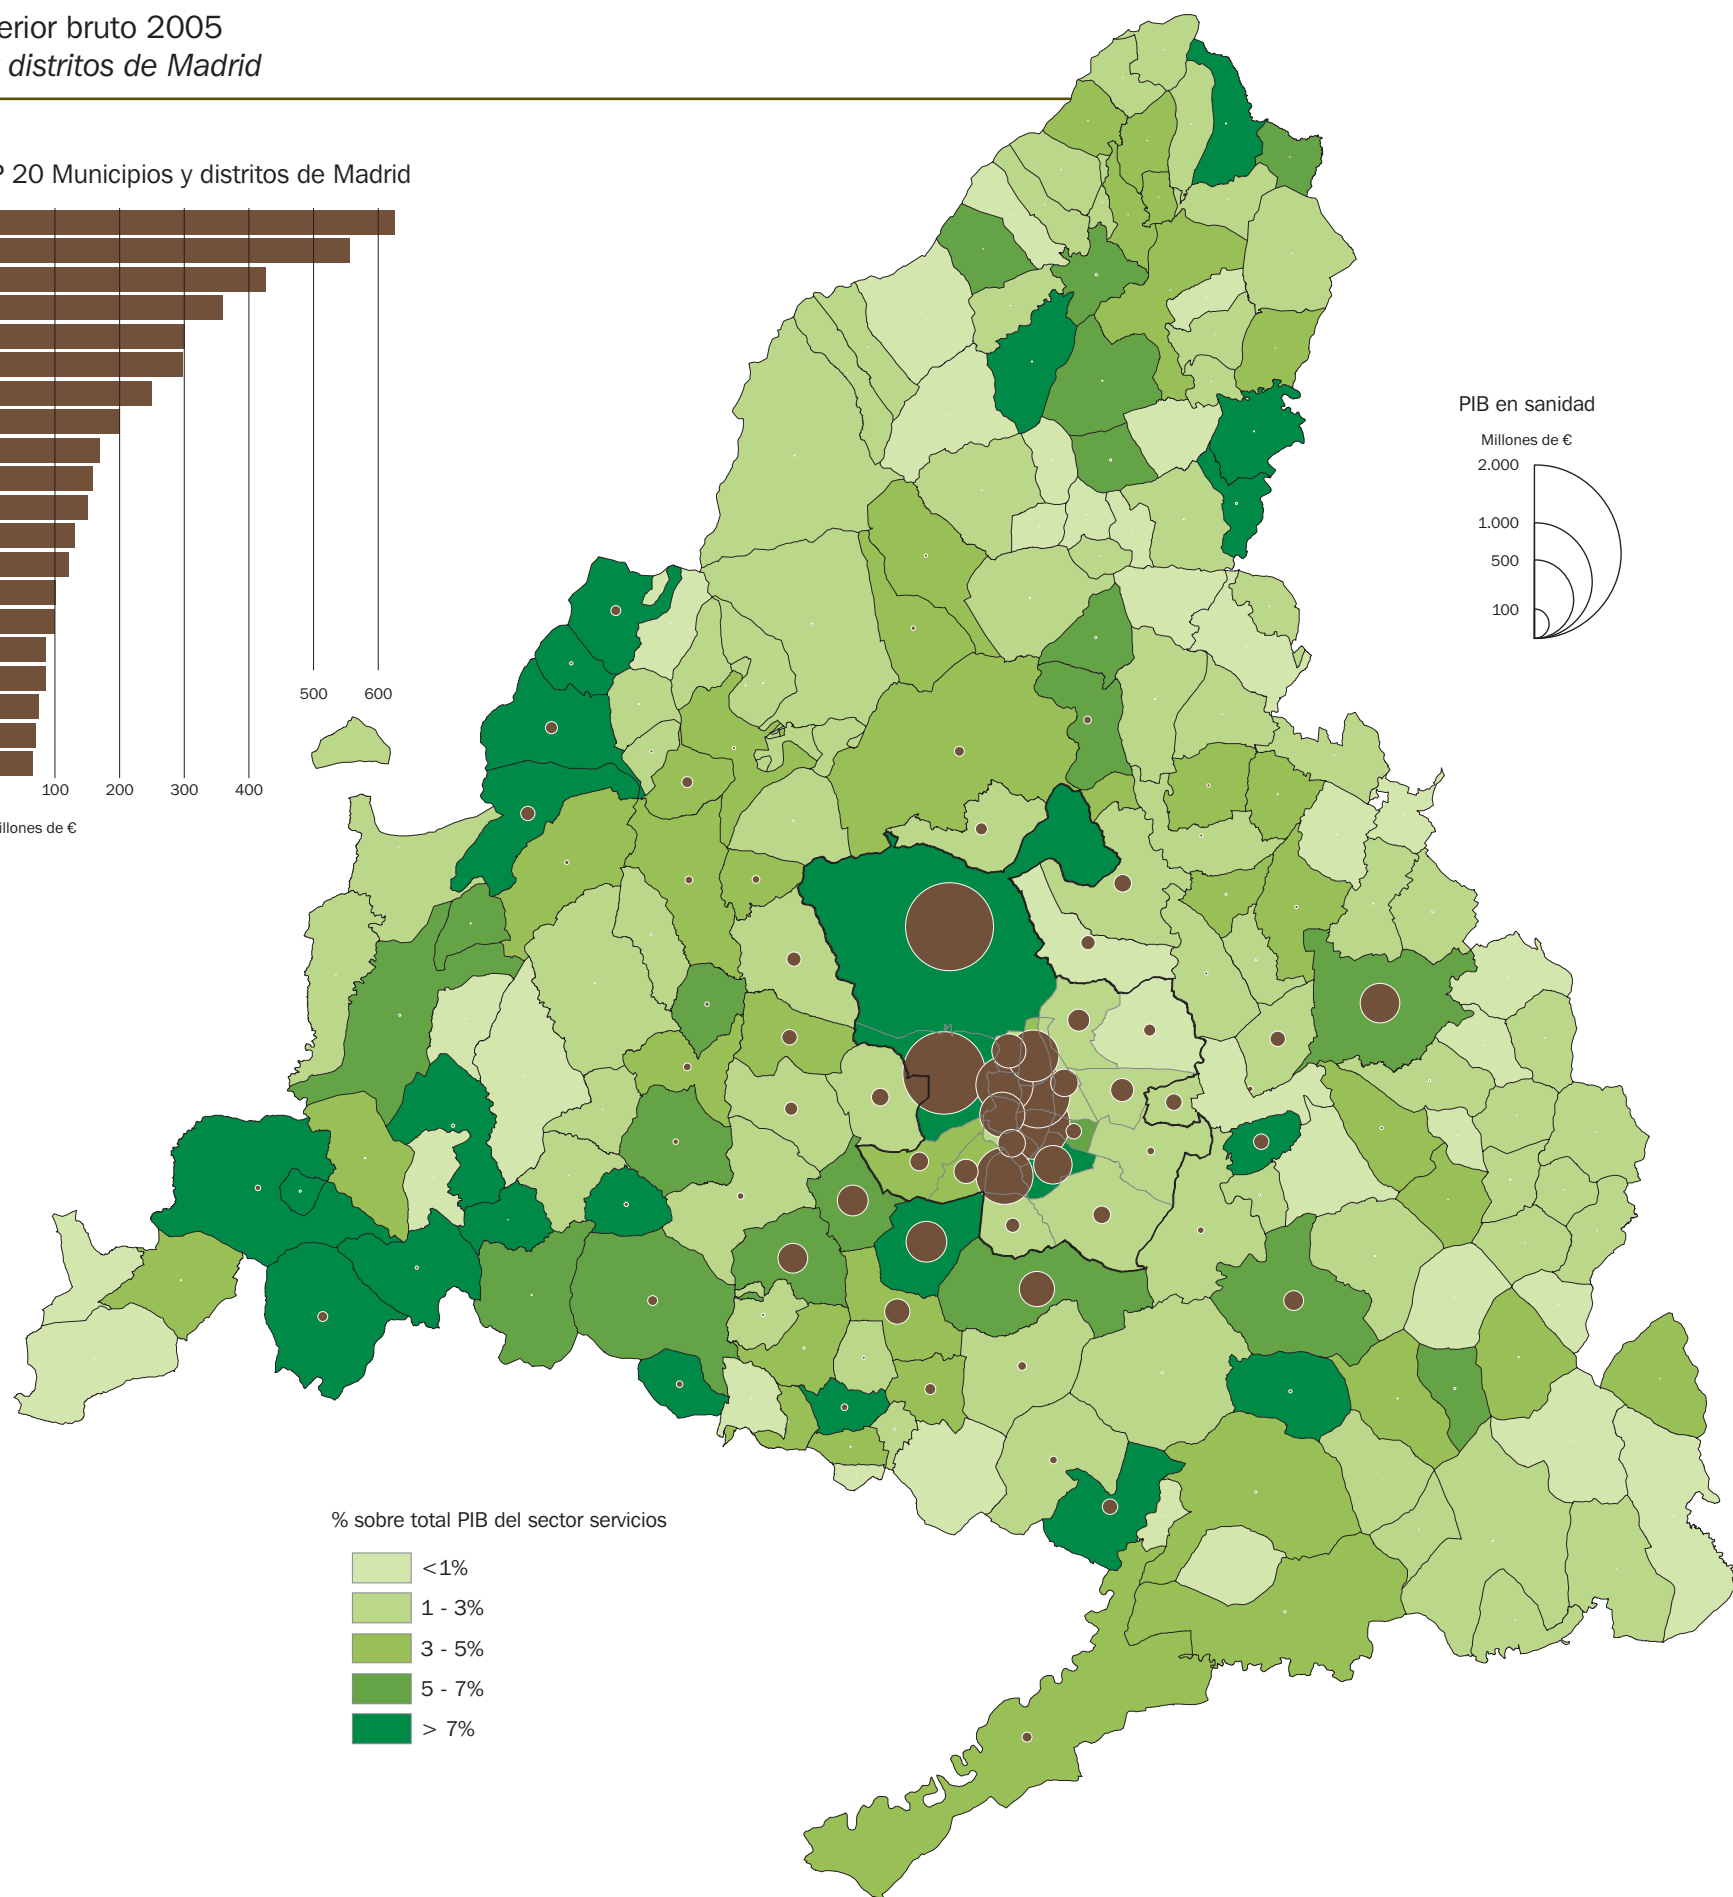 erior bruto 2005
distritos de Madrid
P 20 Municipios y distritos de Madrid
500 600
100 200 300 400
illones de €
PIB en sanidad
Millones de €
2.000
1.000
500
100
% sobre total PIB del sector servicios
<1%
1 - 3%
3 - 5%
5 - 7%
> 7%